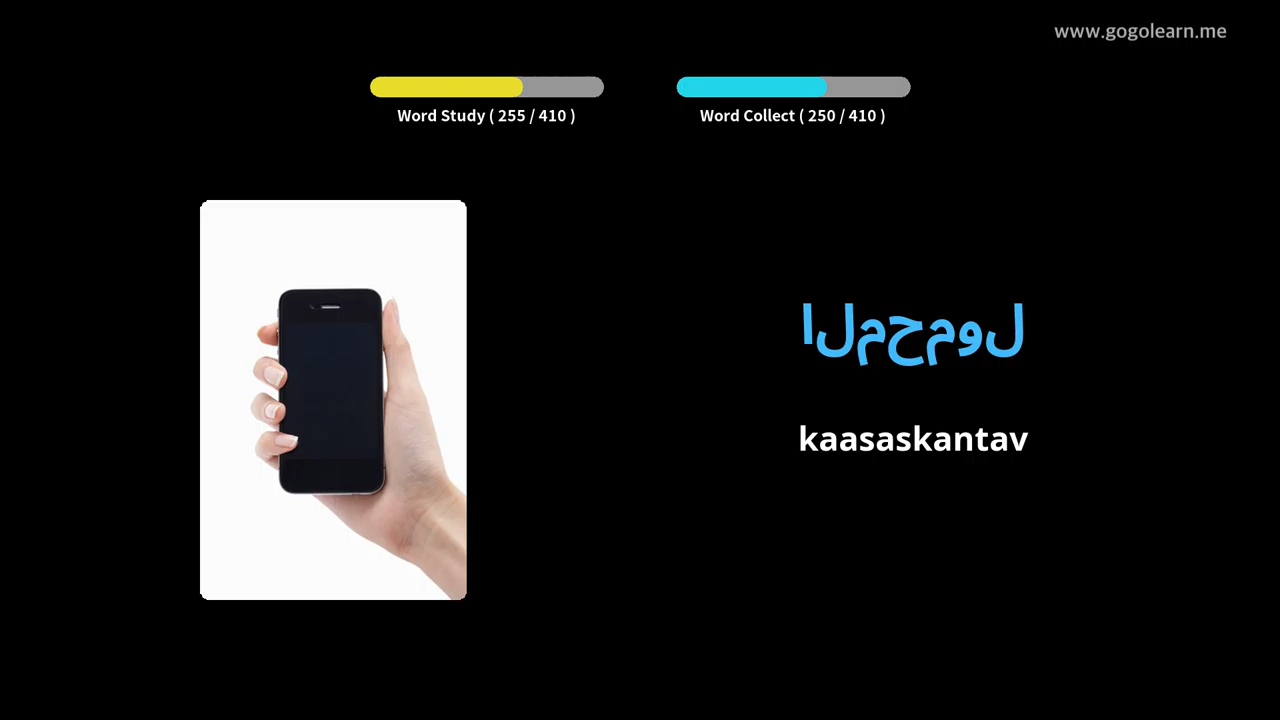 www.gogolearn.me
Word Study ( 255 / 410 )
Word Collect ( 250 / 410 )
المحمول
kaasaskantav